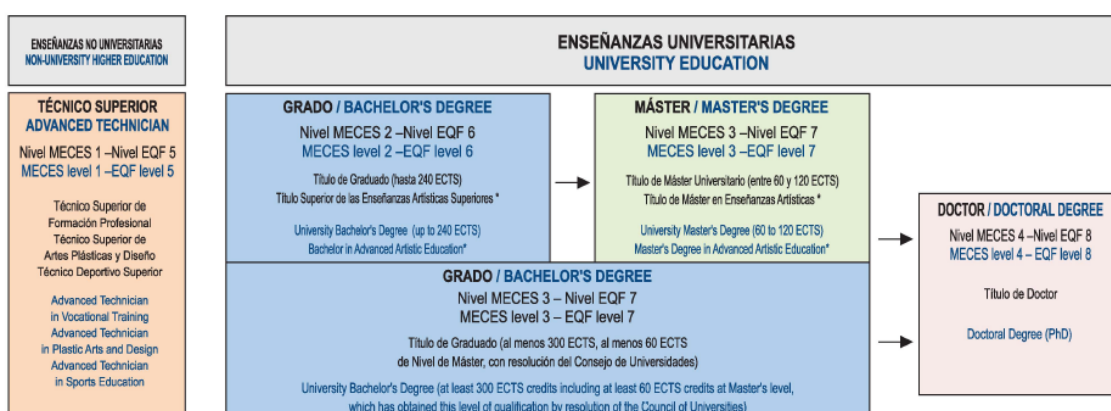 ENSEÑANZAS NO UNIVERSITARIAS
NON-UNIVERSITY HIGHER EDUCATION
TÉCNICO SUPERIOR
ADVANCED TECHNICIAN
Nivel MECES 1 –Nivel EQF 5
MECES level 1 –EQF level 5
Técnico Superior de
Formación Profesional
Técnico Superior de
Artes Plásticas y Diseño
Técnico Deportivo Superior
Advanced Technician
in Vocational Training
Advanced Technician
in Plastic Arts and Design
Advanced Technician
in Sports Education
ENSEÑANZAS UNIVERSITARIAS
UNIVERSITY EDUCATION
GRADO / BACHELOR'S DEGREE
Nivel MECES 2 –Nivel EQF 6
MECES level 2 –EQF level 6
Título de Graduado (hasta 240 ECTS)
Título Superior de las Enseñanzas Artísticas Superiores *
University Bachelor's Degree (up to 240 ECTS)
Bachelor in Advanced Artistic Education*
MÁSTER / MASTER'S DEGREE
Nivel MECES 3 –Nivel EQF 7
MECES level 3 –EQF level 7
Título de Máster Universitario (entre 60 y 120 ECTS)
Título de Máster en Enseñanzas Artísticas *
University Master's Degree (60 to 120 ECTS)
Master's Degree in Advanced Artistic Education*
GRADO / BACHELOR'S DEGREE
Nivel MECES 3 – Nivel EQF 7
MECES level 3 – EQF level 7
Título de Graduado (al menos 300 ECTS, al menos 60 ECTS
de Nivel de Máster, con resolución del Consejo de Universidades)
University Bachelor's Degree (at least 300 ECTS credits including at least 60 ECTS credits at Master's level,
which has obtained this level of qualification by resolution of the Council of Universities)
DOCTOR / DOCTORAL DEGREE
Nivel MECES 4 –Nivel EQF 8
MECES level 4 – EQF level 8
Título de Doctor
Doctoral Degree (PhD)